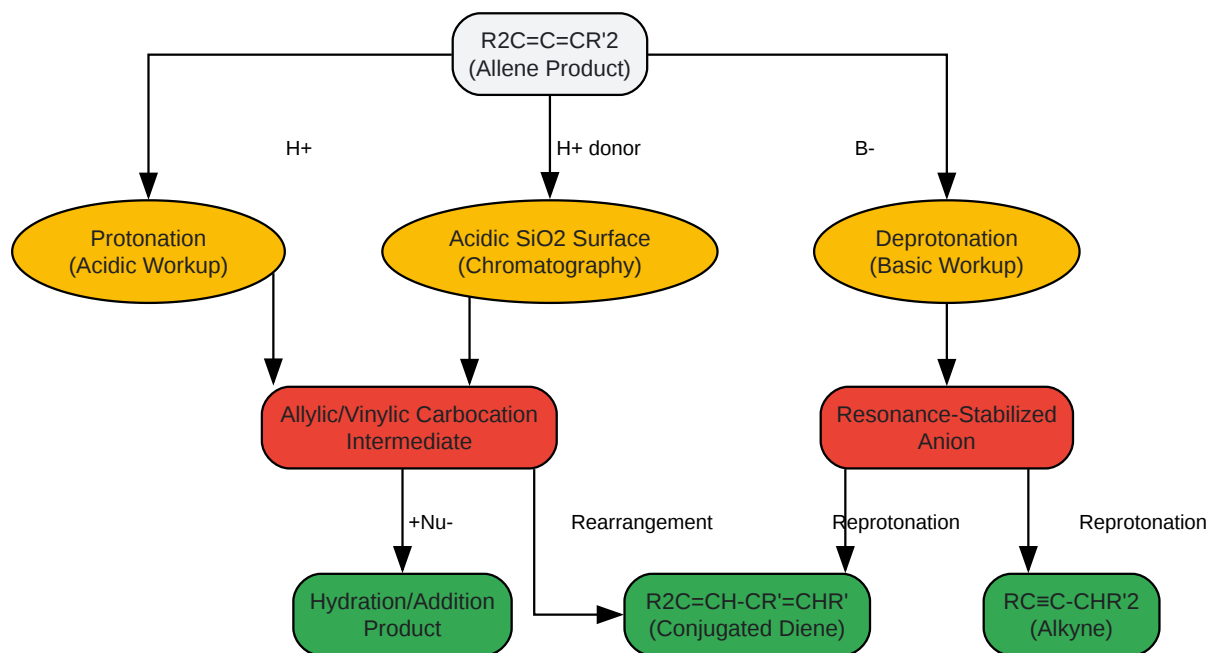 R2C=C=CR'2
(Allene Product)
H+
H+ donor
B-
Protonation
(Acidic Workup)
Acidic SiO2 Surface
(Chromatography)
Deprotonation
(Basic Workup)
Allylic/Vinylic Carbocation
Intermediate
Resonance-Stabilized
Anion
+Nu-
Rearrangement
Reprotonation
Reprotonation
Hydration/Addition
Product
R2C=CH-CR'=CHR'
(Conjugated Diene)
RC≡C-CHR'2
(Alkyne)